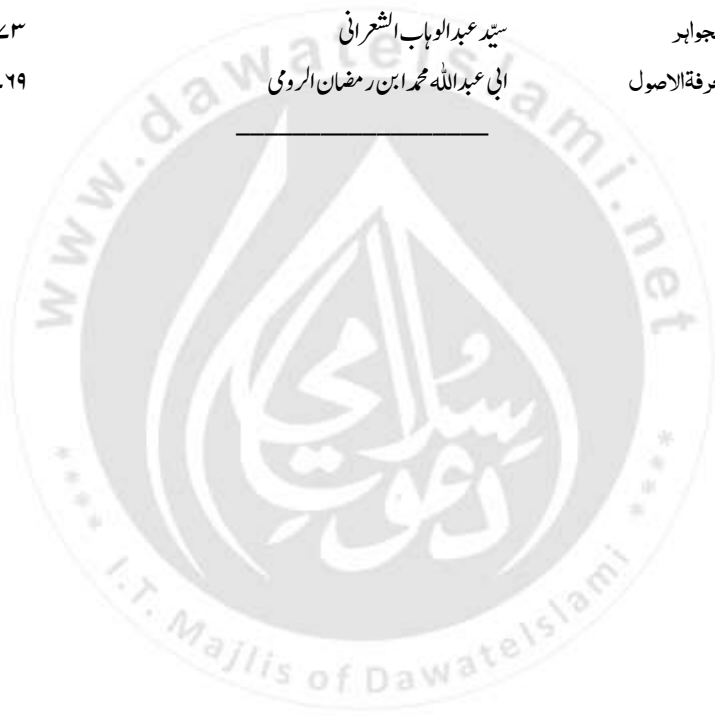 جواہر سیّد عبدالوہاب الشعرانی ۷۳
رفۃالاصول ابی عبداللہ محمد ابن رمضان الرومی ۶۹
www.dawateislami.net
دعوت اسلامی
**** I.T. Majlis of DawateIslami ****